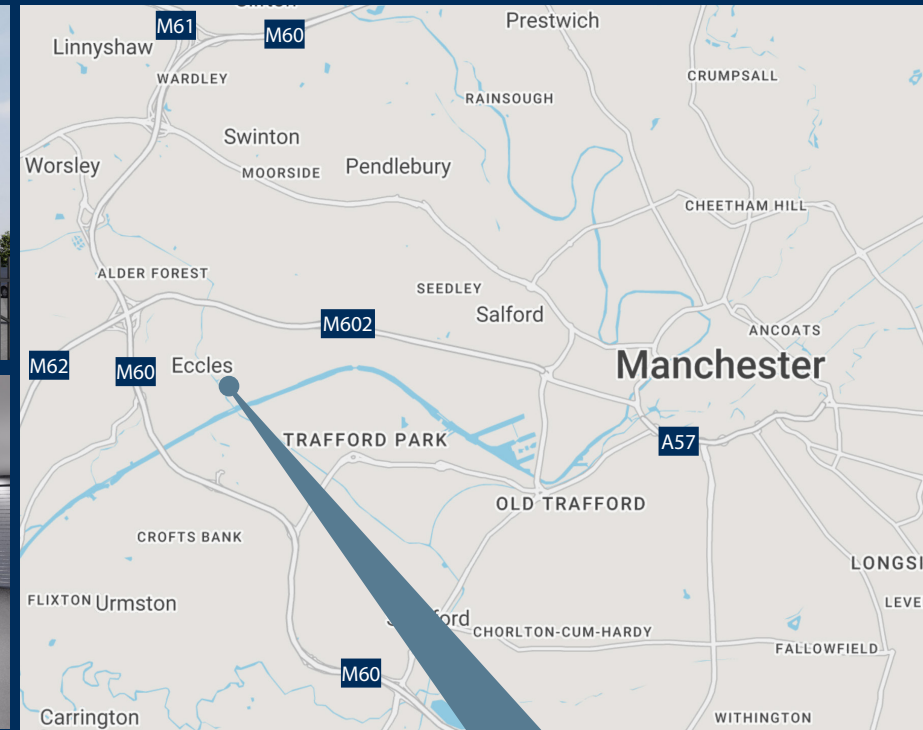 M61
M60
Prestwich
Linnyshaw
WARDLEY
CRUMPSALL
RAINSOUGH
Swinton
Worsley
MOORSIDE
Pendlebury
CHEETHAM HILL
ALDER FOREST
SEEDLEY
Salford
M602
ANCOATS
M62
M60
Eccles
Manchester
TRAFFORD PARK
A57
OLD TRAFFORD
CROFTS BANK
LONGSI
FLIXTON
Urmston
LEVE
CHORLTON-CUM-HARDY
FALLOWFIELD
M60
Carrington
WITHINGTON